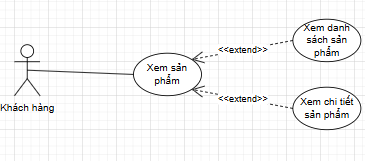 Xem danh
sách sản
phẩm
<<extend>>
Xem sản
phẩm
Khách hàng
<<extend>>
Xem chi tiết
sản phẩm